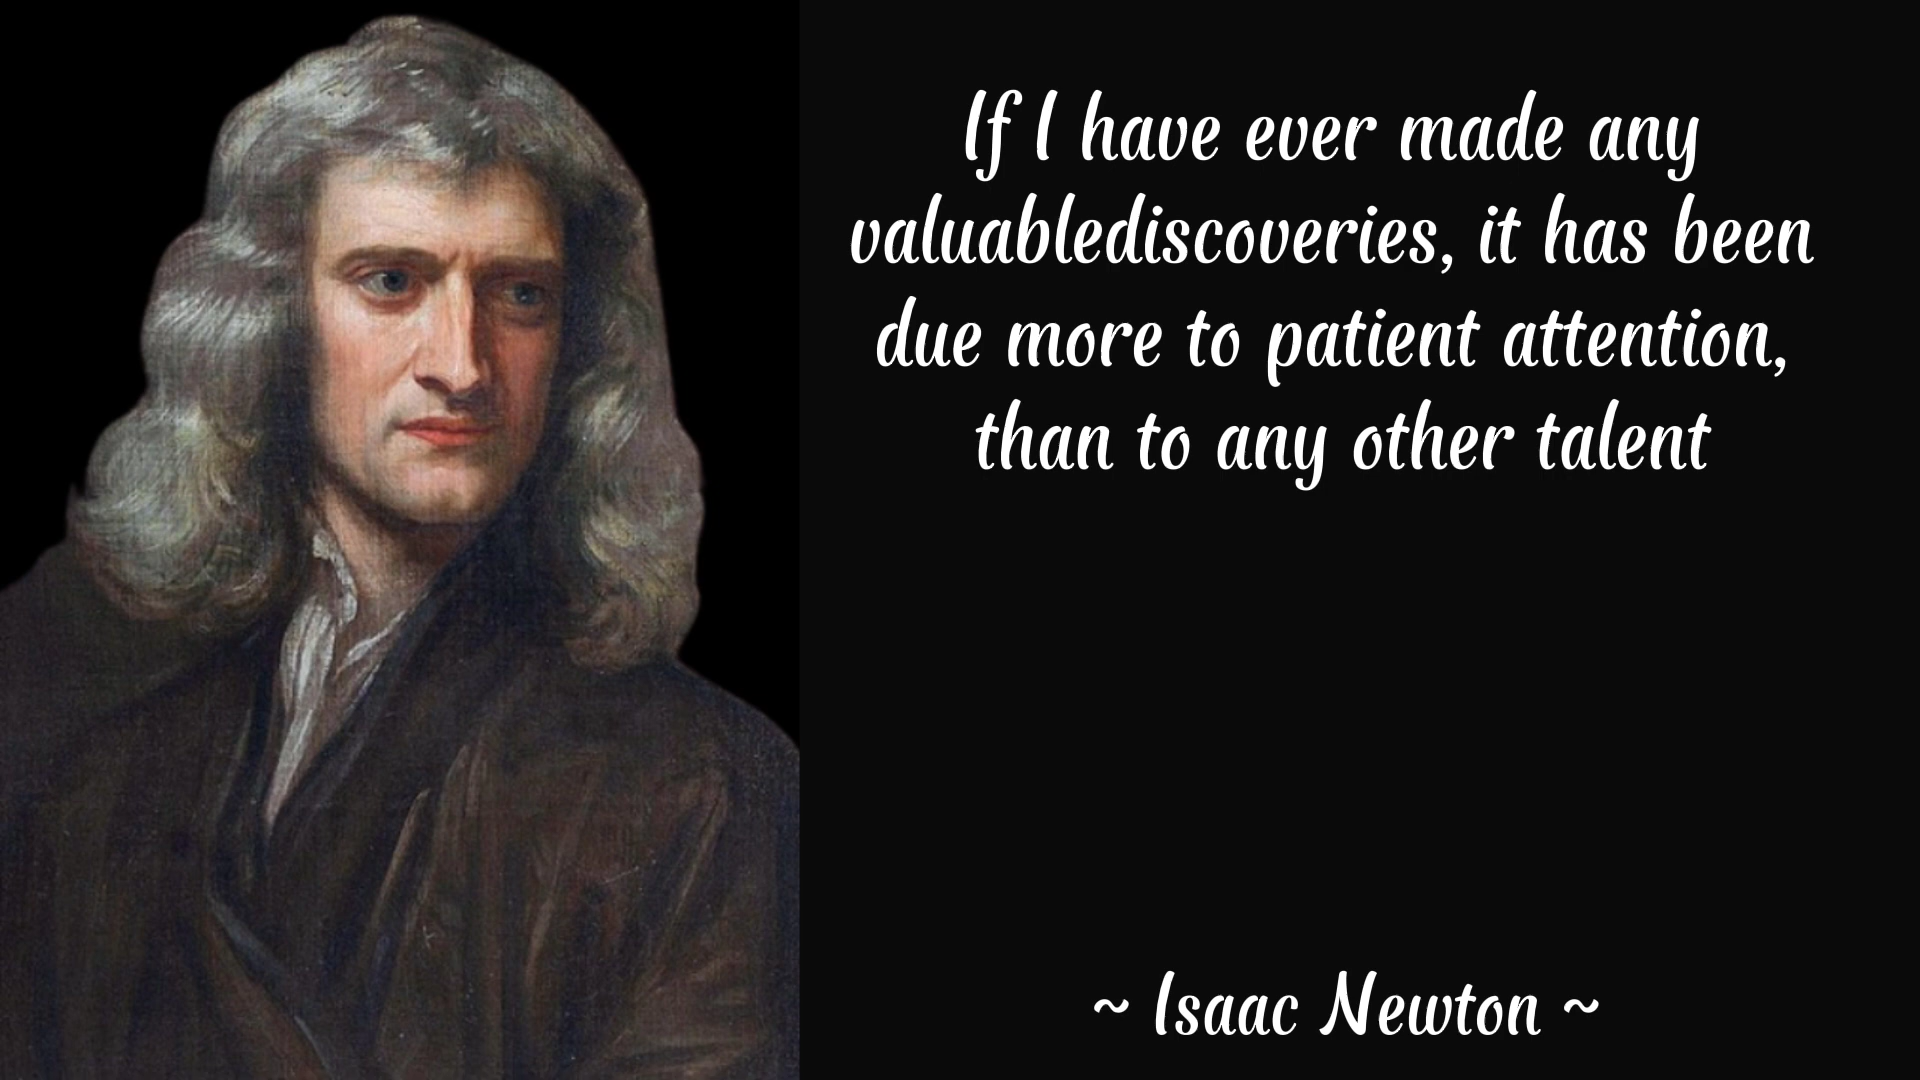 If I have ever made any
valuablediscoveries, it has been
due more to patient attention,
than to any other talent
~ Isaac Newton ~